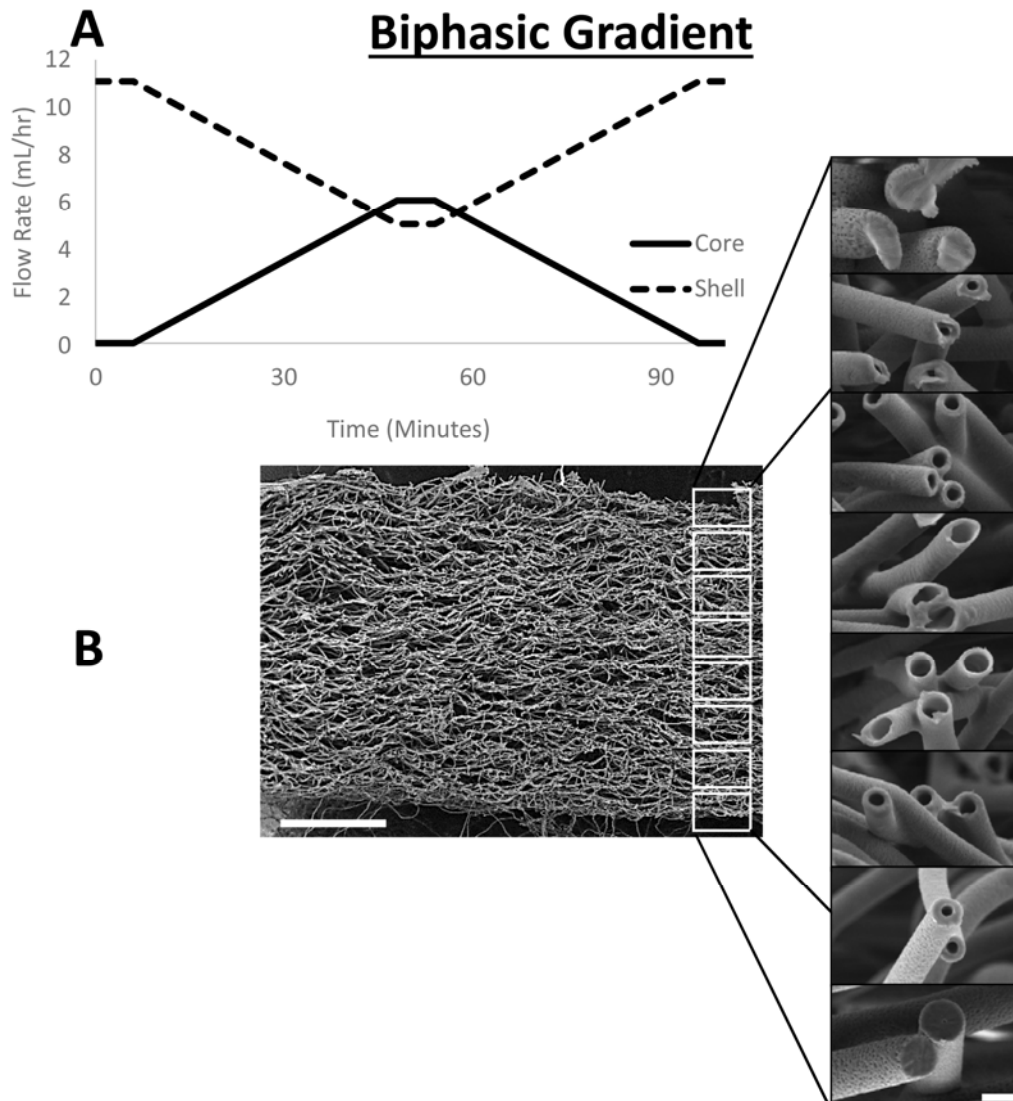 A
Biphasic Gradient
12
10
8
6
4
2
0
Flow Rate (mL/hr)
Core
Shell
0 30 60 90
Time (Minutes)
B